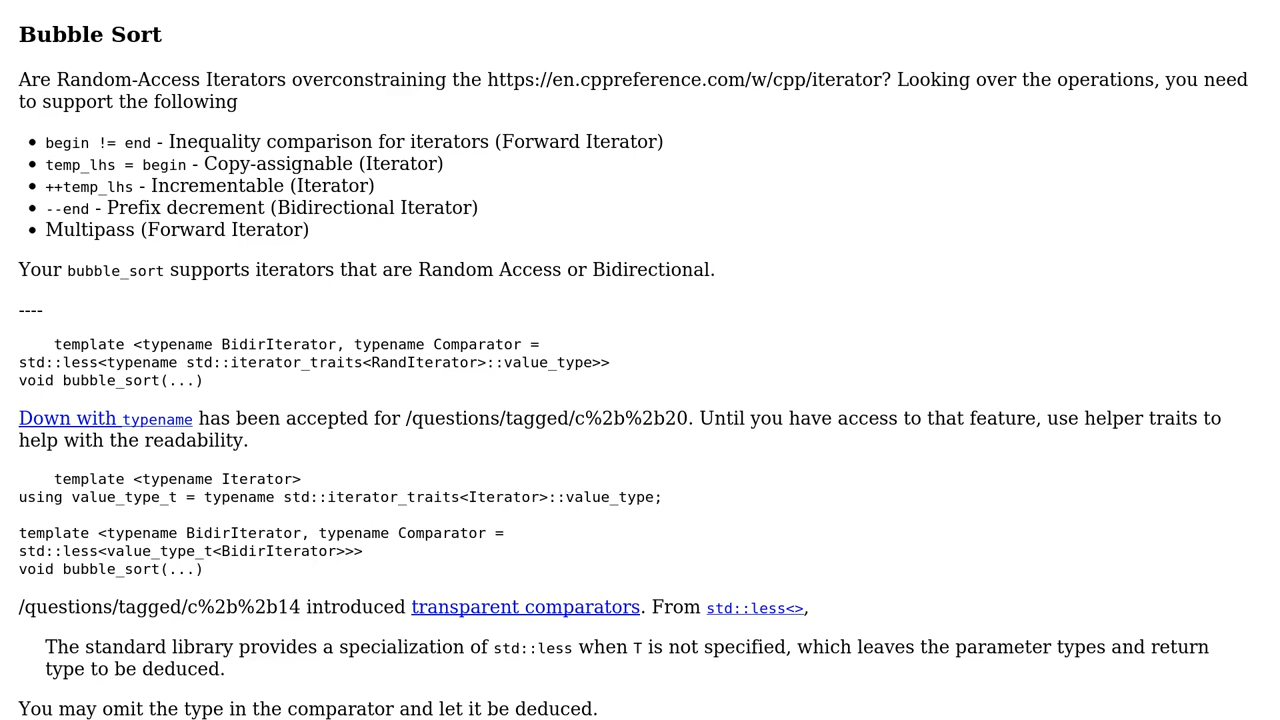 Bubble Sort
Are Random-Access Iterators overconstraining the https://en.cppreference.com/w/cpp/iterator? Looking over the operations, you need
to support the following
• begin != end - Inequality comparison for iterators (Forward Iterator)
• temp_lhs = begin - Copy-assignable (Iterator)
• ++temp_lhs - Incrementable (Iterator)
• --end - Prefix decrement (Bidirectional Iterator)
• Multipass (Forward Iterator)
Your bubble_sort supports iterators that are Random Access or Bidirectional.
----
    template <typename BidirIterator, typename Comparator =
std::less<typename std::iterator_traits<RandIterator>::value_type>>
void bubble_sort(...)
Down with typename has been accepted for /questions/tagged/c%2b%2b20. Until you have access to that feature, use helper traits to
help with the readability.
    template <typename Iterator>
using value_type_t = typename std::iterator_traits<Iterator>::value_type;
template <typename BidirIterator, typename Comparator =
std::less<value_type_t<BidirIterator>>>
void bubble_sort(...)
/questions/tagged/c%2b%2b14 introduced transparent comparators. From std::less<>,
The standard library provides a specialization of std::less when T is not specified, which leaves the parameter types and return
type to be deduced.
You may omit the type in the comparator and let it be deduced.